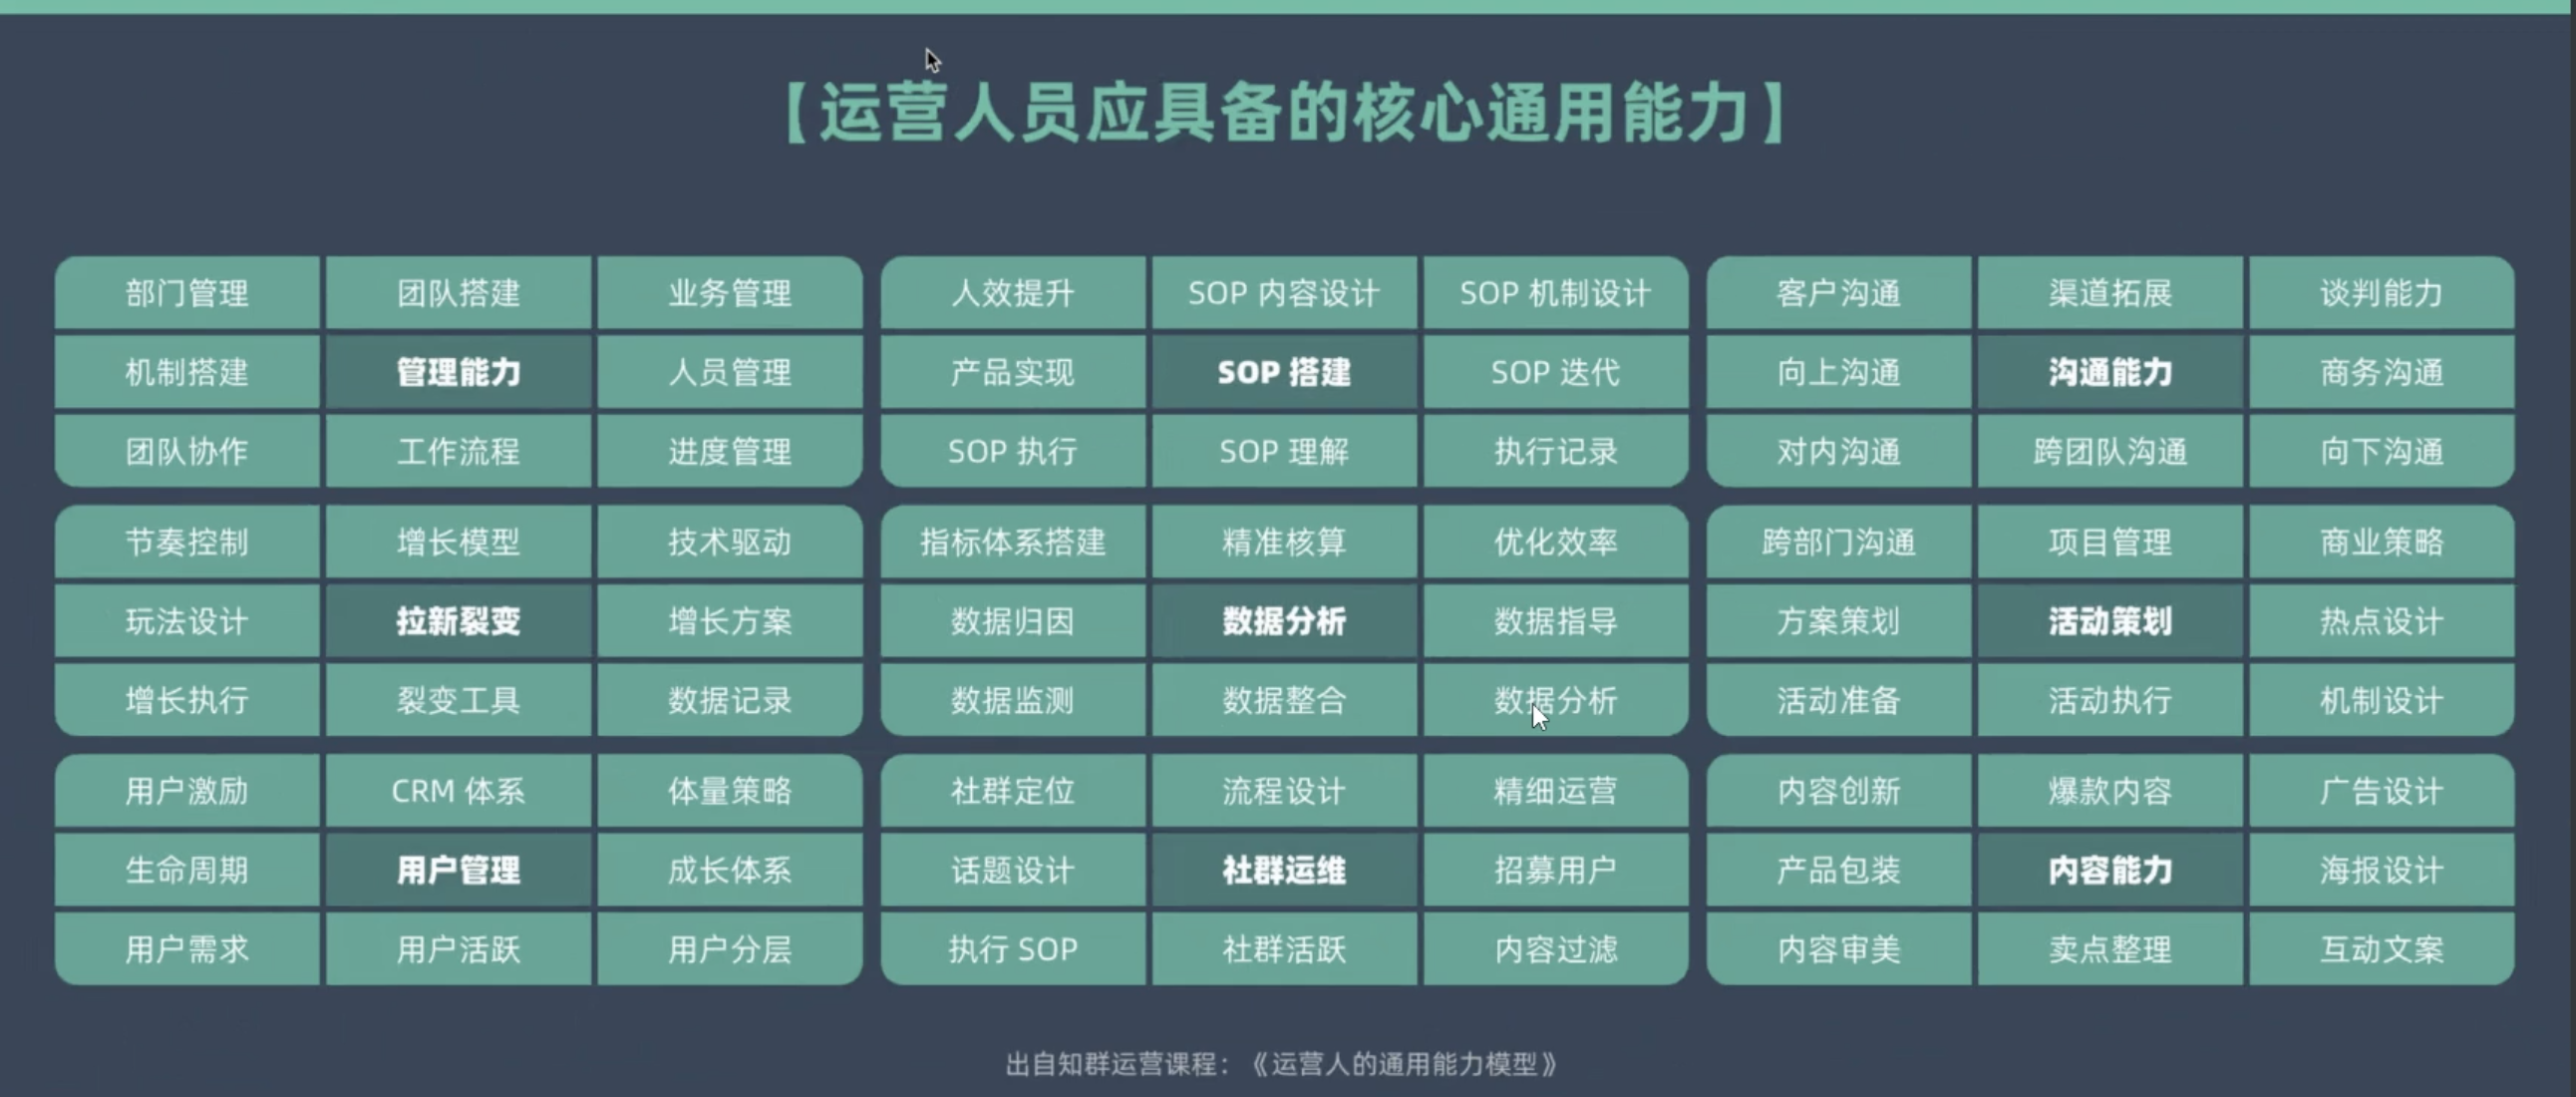 【运营人员应具备的核心通用能力】
部门管理 团队搭建 业务管理 人效提升 SOP 内容设计 SOP 机制设计 客户沟通 渠道拓展 谈判能力
机制搭建 管理能力 人员管理 产品实现 SOP 搭建 SOP 迭代 向上沟通 沟通能力 商务沟通
团队协作 工作流程 进度管理 SOP 执行 SOP 理解 执行记录 对内沟通 跨团队沟通 向下沟通
节奏控制 增长模型 技术驱动 指标体系搭建 精准核算 优化效率 跨部门沟通 项目管理 商业策略
玩法设计 拉新裂变 增长方案 数据归因 数据分析 数据指导 方案策划 活动策划 热点设计
增长执行 裂变工具 数据记录 数据监测 数据整合 数据分析 活动准备 活动执行 机制设计
用户激励 CRM 体系 体量策略 社群定位 流程设计 精细运营 内容创新 爆款内容 广告设计
生命周期 用户管理 成长体系 话题设计 社群运维 招募用户 产品包装 内容能力 海报设计
用户需求 用户活跃 用户分层 执行 SOP 社群活跃 内容过滤 内容审美 卖点整理 互动文案
出自知群运营课程：《运营人的通用能力模型》